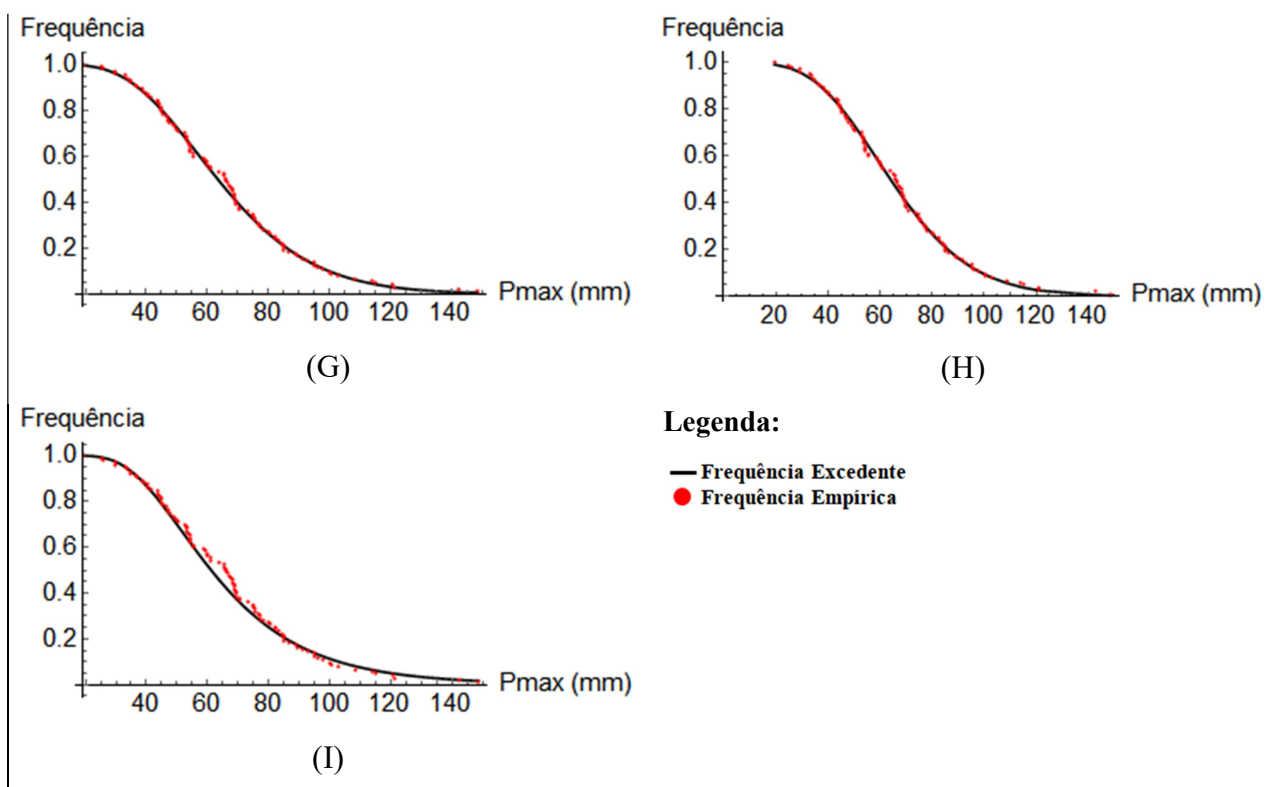 Frequência
1.0
0.8
0.6
0.4
0.2
40 60 80 100 120 140
Pmax (mm)
(G)
Frequência
1.0
0.8
0.6
0.4
0.2
20 40 60 80 100 120 140
Pmax (mm)
(H)
Frequência
1.0
0.8
0.6
0.4
0.2
40 60 80 100 120 140
Pmax (mm)
(I)
Legenda:
Frequência Excedente
Frequência Empírica